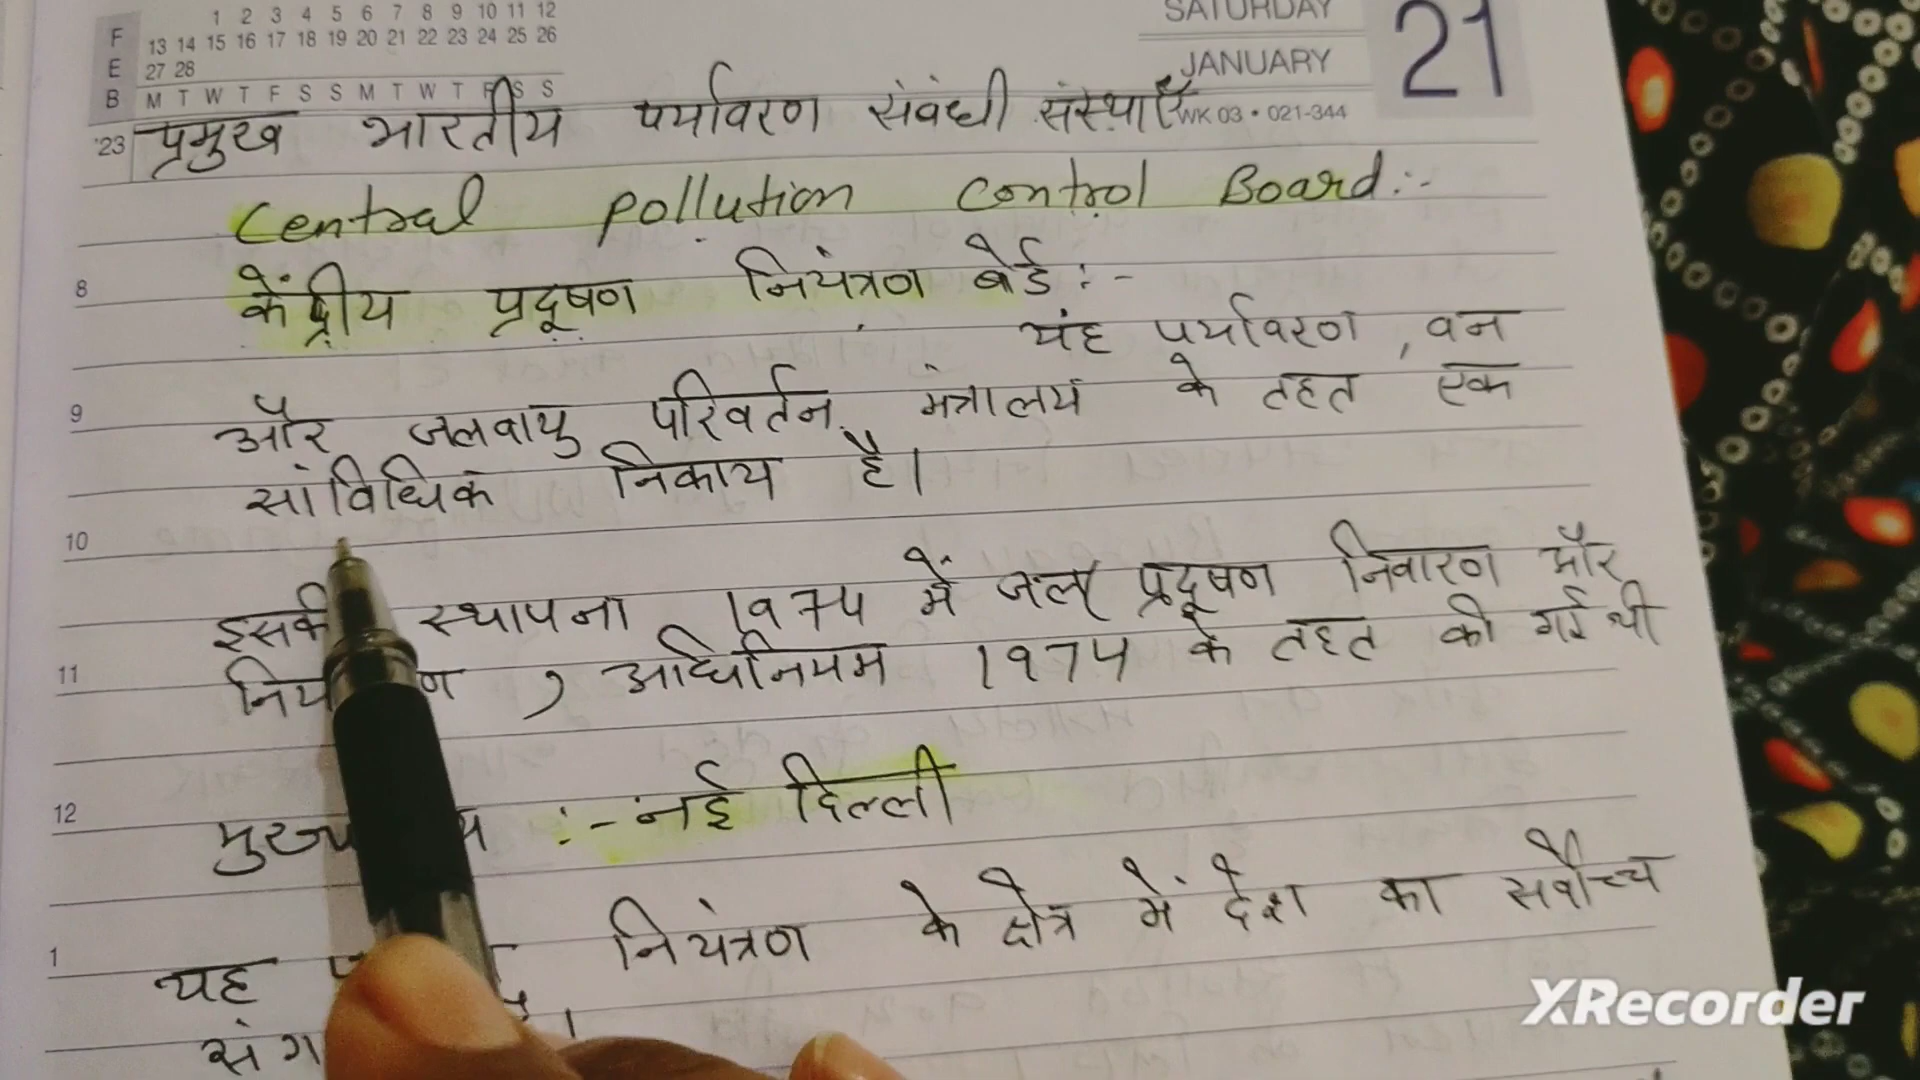 1 2 3 4 5 6 7 8 9 10 11 12
F 13 14 15 16 17 18 19 20 21 22 23 24 25 26
E 27 28
B M T W T F S S M T W T F S S
SATURDAY
JANUARY
21
WK 03 • 021-344
'23 प्रमुख भारतीय पर्यावरण संबंधी संस्थाएँ
Central pollution control Board:-
8 केंद्रीय प्रदूषण नियंत्रण बोर्ड:-
यह पर्यावरण, वन
9 और जलवायु परिवर्तन मंत्रालय के तहत एक
सांविधिक निकाय है।
10
इसकी स्थापना 1974 में जल प्रदूषण निवारण और
11 , अधिनियम 1974 के तहत की गई थी
12 :- नई दिल्ली
1 यह नियंत्रण के क्षेत्र में देश का सर्वोच्च
XRecorder